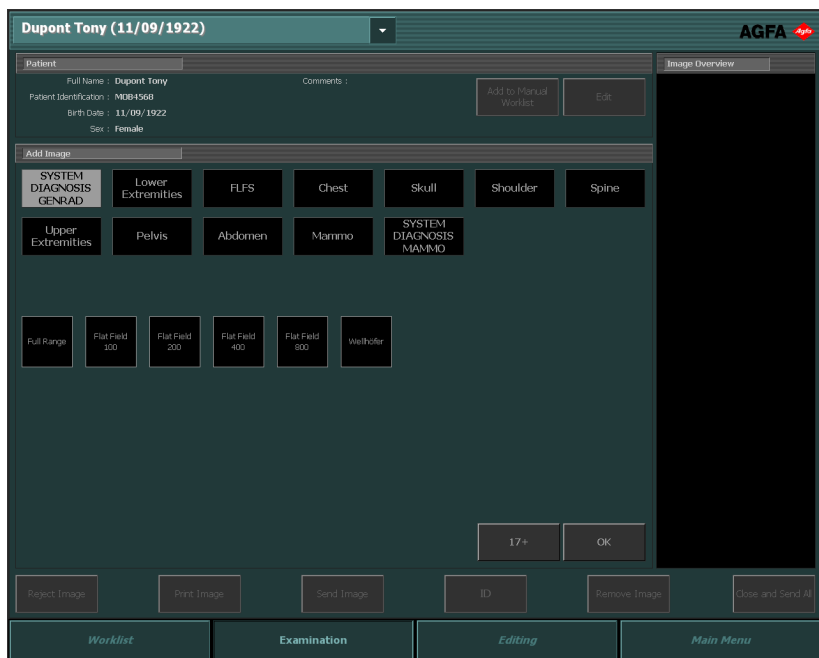 Dupont Tony (11/09/1922)
AGFA Agfa
Patient
Full Name : Dupont Tony
Comments :
Patient Identification : MOB4568
Birth Date : 11/09/1922
Sex : Female
Add to Manual
Worklist
Edit
Image Overview
Add Image
SYSTEM
DIAGNOSIS
GENRAD
Lower
Extremities
FLFS
Chest
Skull
Shoulder
Spine
Upper
Extremities
Pelvis
Abdomen
Mammo
SYSTEM
DIAGNOSIS
MAMMO
Full Range
Flat Field
100
Flat Field
200
Flat Field
400
Flat Field
800
Wellhöfer
17+
OK
Reject Image
Print Image
Send Image
ID
Remove Image
Close and Send All
Worklist
Examination
Editing
Main Menu